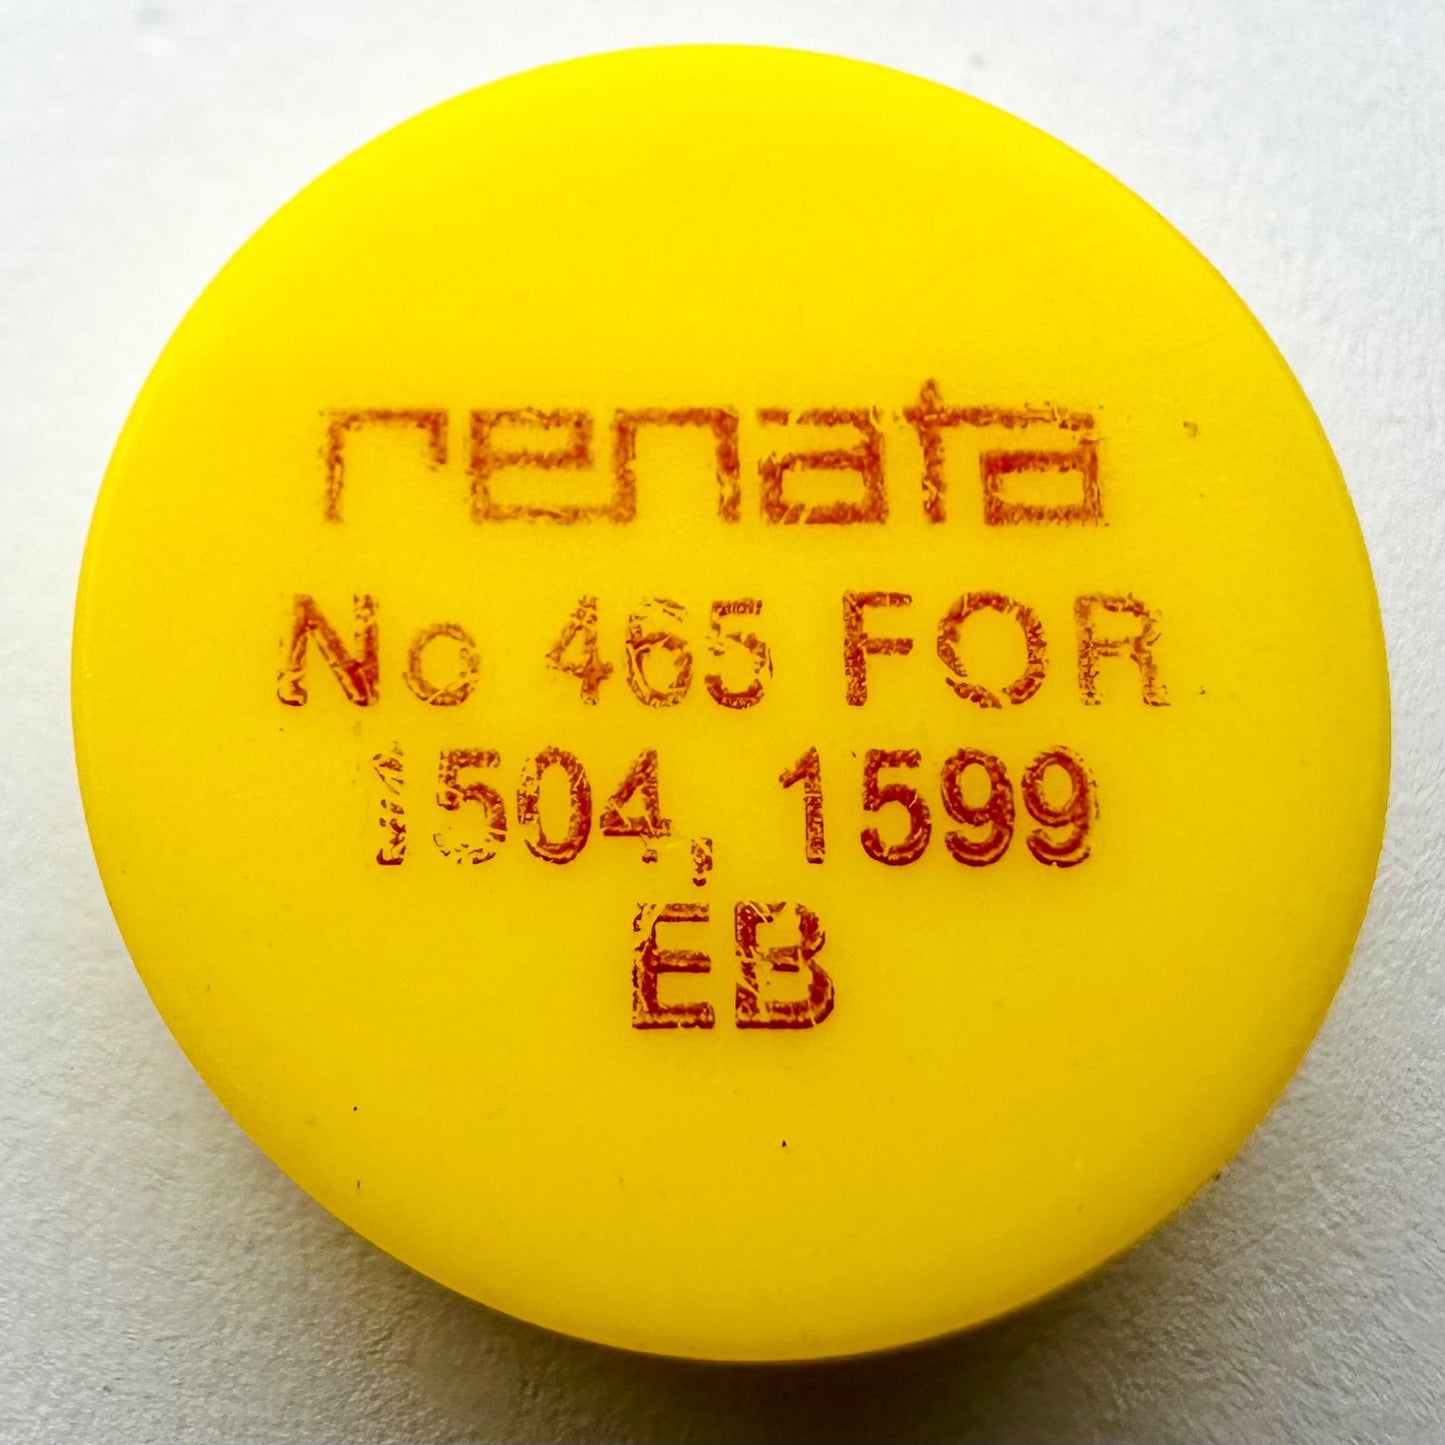 renata
No 465 FOR
1504, 1599
EB